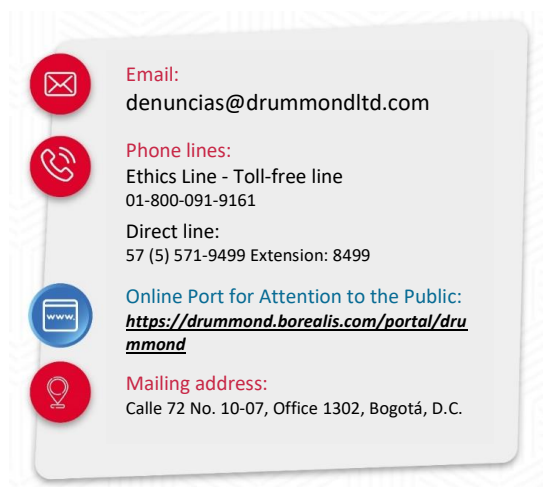 Email:
denuncias@drummondltd.com
Phone lines:
Ethics Line - Toll-free line
01-800-091-9161
Direct line:
57 (5) 571-9499 Extension: 8499
www.
Online Port for Attention to the Public:
https://drummond.borealis.com/portal/dru
mmond
Mailing address:
Calle 72 No. 10-07, Office 1302, Bogotá, D.C.